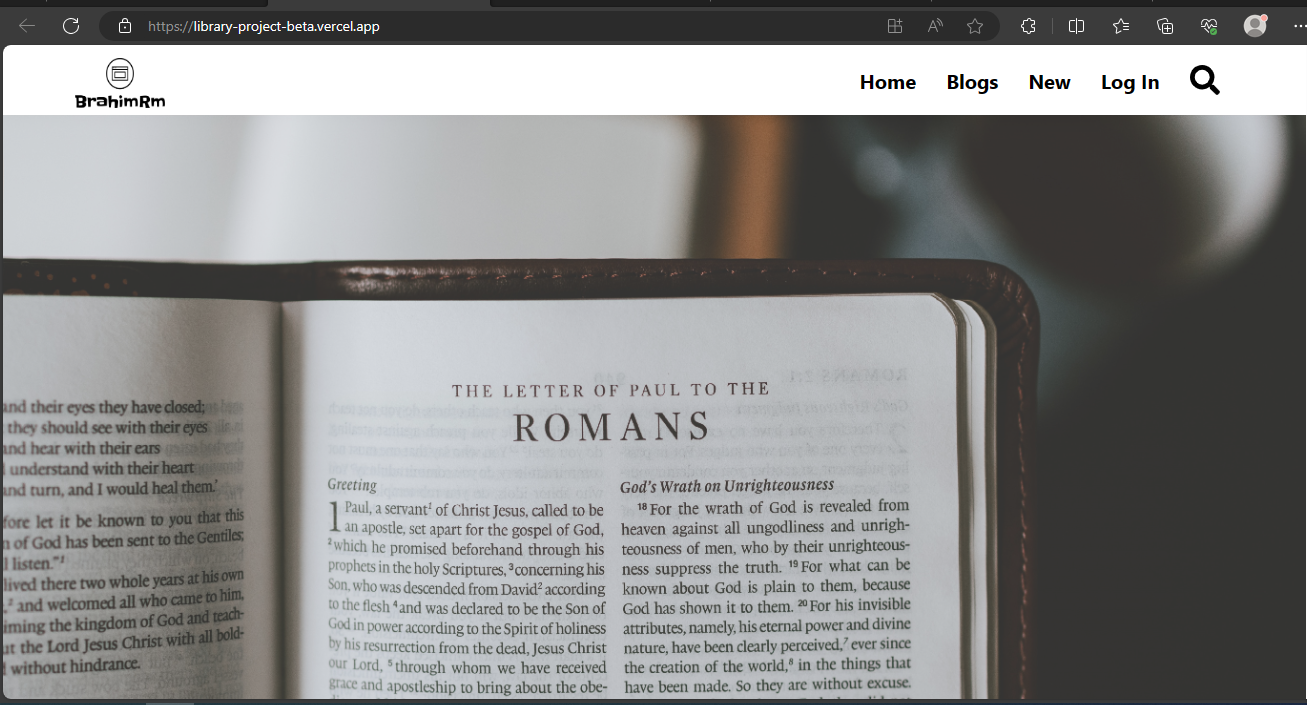 https://library-project-beta.vercel.app
BrahimRm
Home Blogs New Log In
and their eyes they have closed;
they should see with their eyes
and hear with their ears
understand with their heart
and turn, and I would heal them.’
fore let it be known to you that this
of God has been sent to the Gentiles;
listen.”¹
lived there two whole years at his own
,² and welcomed all who came to him,
iming the kingdom of God and teach-
ut the Lord Jesus Christ with all bold-
without hindrance.
THE LETTER OF PAUL TO THE
ROMANS
Greeting
1 Paul, a servant¹ of Christ Jesus, called to be
an apostle, set apart for the gospel of God,
² which he promised beforehand through his
prophets in the holy Scriptures, ³ concerning his
Son, who was descended from David² according
to the flesh ⁴ and was declared to be the Son of
God in power according to the Spirit of holiness
by his resurrection from the dead, Jesus Christ
our Lord, ⁵ through whom we have received
grace and apostleship to bring about the obe-
God’s Wrath on Unrighteousness
¹⁸ For the wrath of God is revealed from
heaven against all ungodliness and unrigh-
teousness of men, who by their unrighteous-
ness suppress the truth. ¹⁹ For what can be
known about God is plain to them, because
God has shown it to them. ²⁰ For his invisible
attributes, namely, his eternal power and divine
nature, have been clearly perceived,⁷ ever since
the creation of the world,⁸ in the things that
have been made. So they are without excuse.